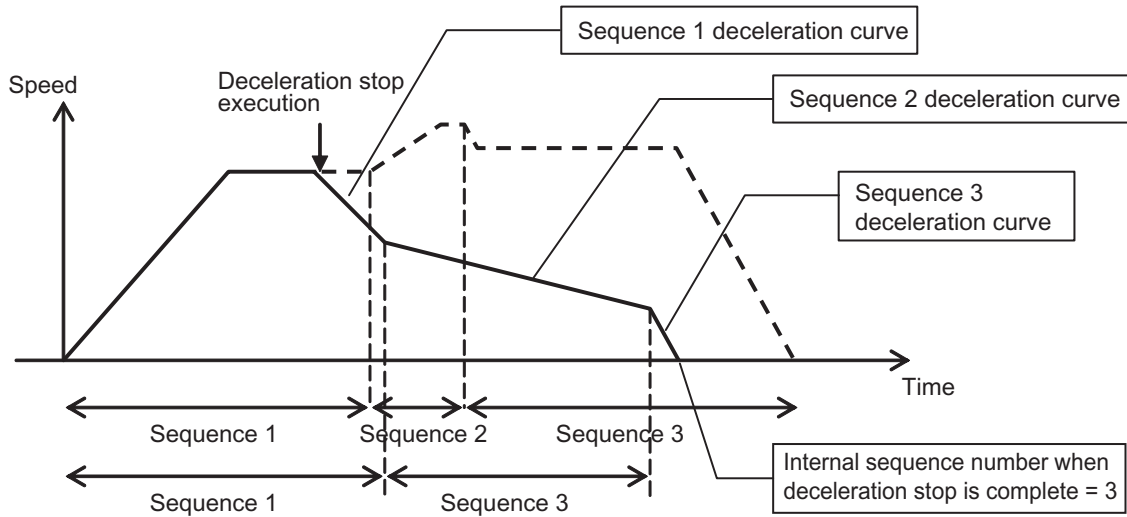 Sequence 1 deceleration curve
Speed
Deceleration stop
execution
Sequence 2 deceleration curve
Sequence 3
deceleration curve
Time
Sequence 1
Sequence 2
Sequence 3
Sequence 1
Sequence 3
Internal sequence number when
deceleration stop is complete = 3